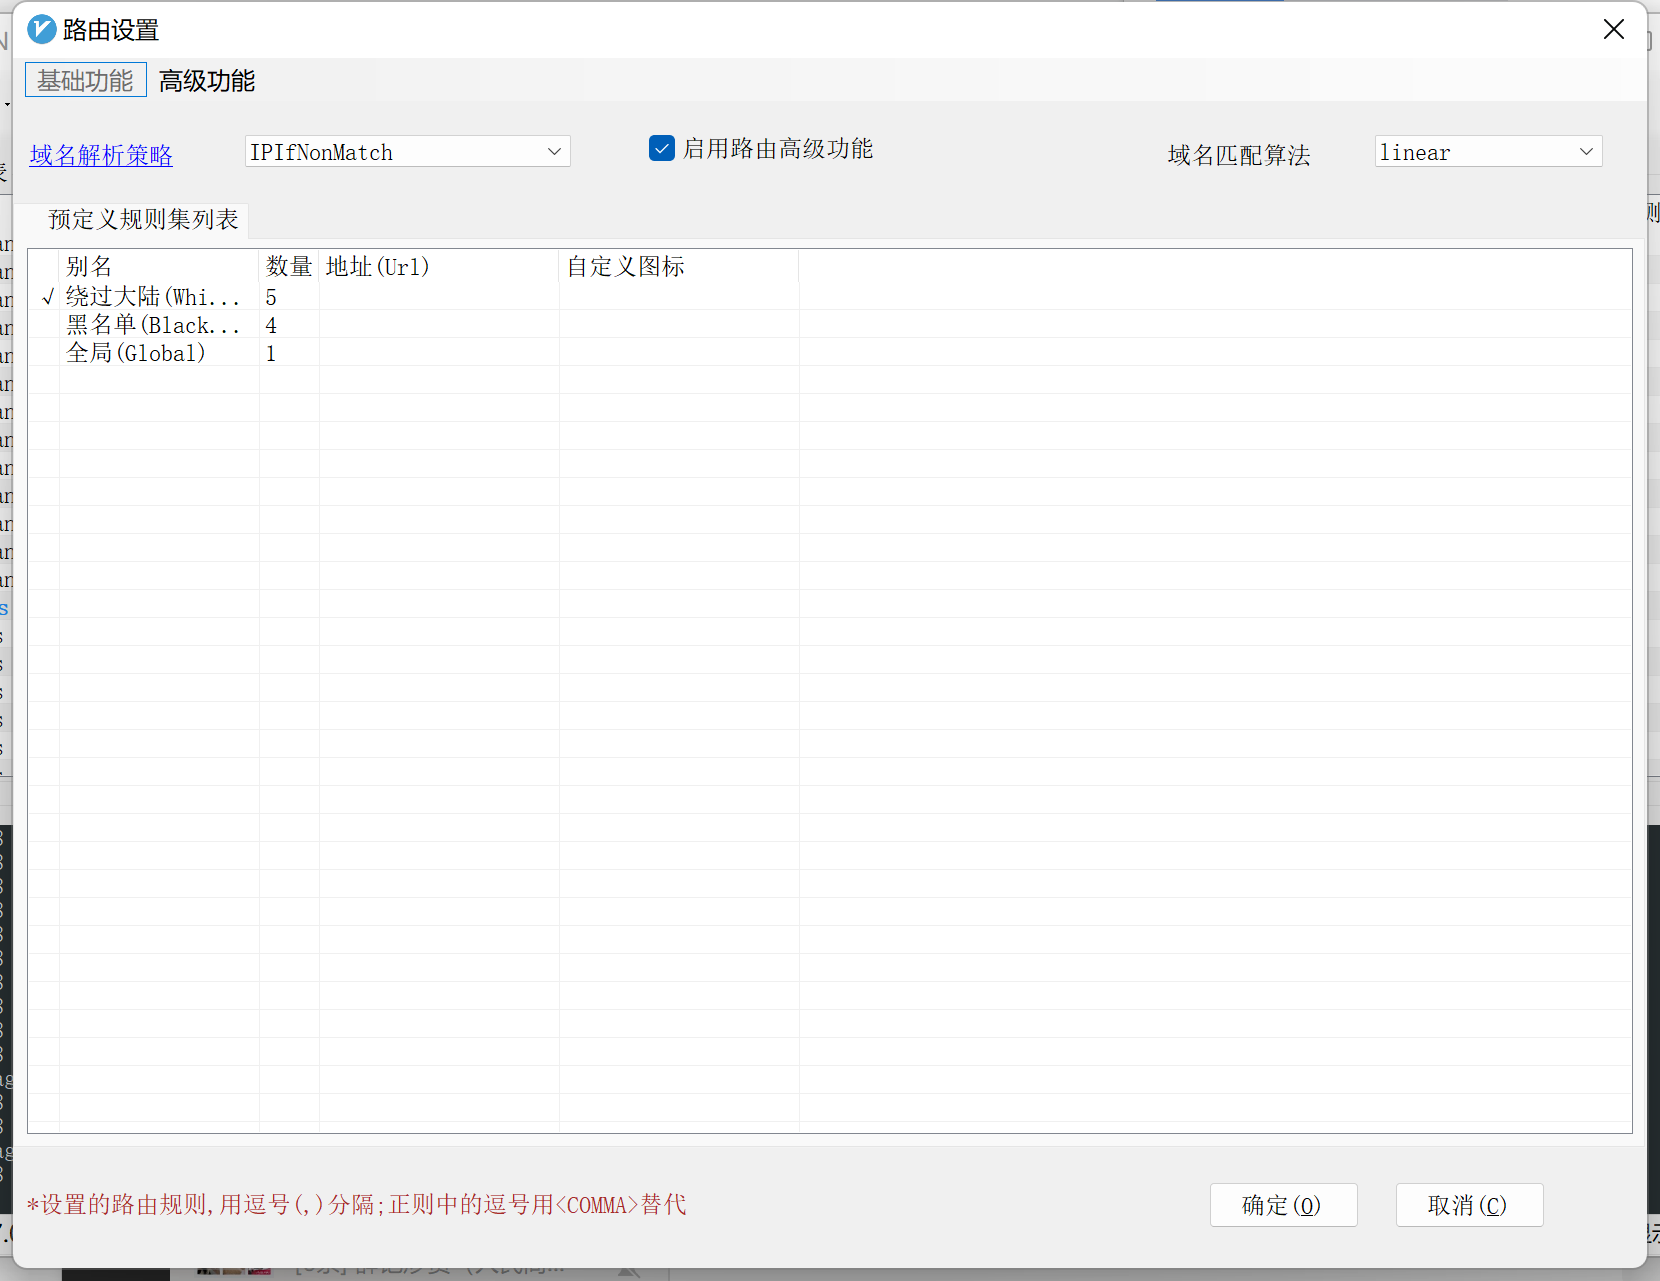 路由设置
基础功能 高级功能
域名解析策略 IPIfNonMatch 启用路由高级功能 域名匹配算法 linear
预定义规则集列表
别名 数量 地址(Url) 自定义图标
√ 绕过大陆(Whi... 5
黑名单(Black... 4
全局(Global) 1
*设置的路由规则,用逗号(,)分隔;正则中的逗号用<COMMA>替代
确定(O) 取消(C)